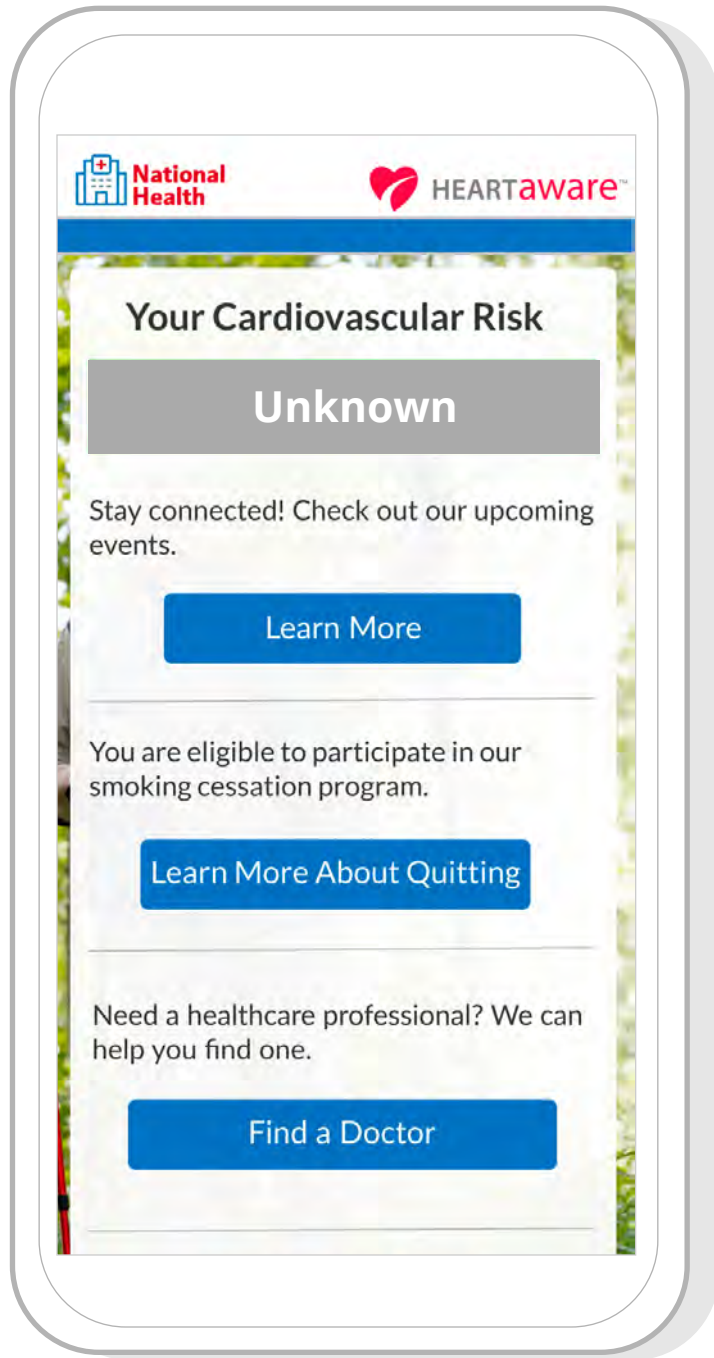 National
Health
HEARTaware™
Your Cardiovascular Risk
Unknown
Stay connected! Check out our upcoming
events.
Learn More
You are eligible to participate in our
smoking cessation program.
Learn More About Quitting
Need a healthcare professional? We can
help you find one.
Find a Doctor